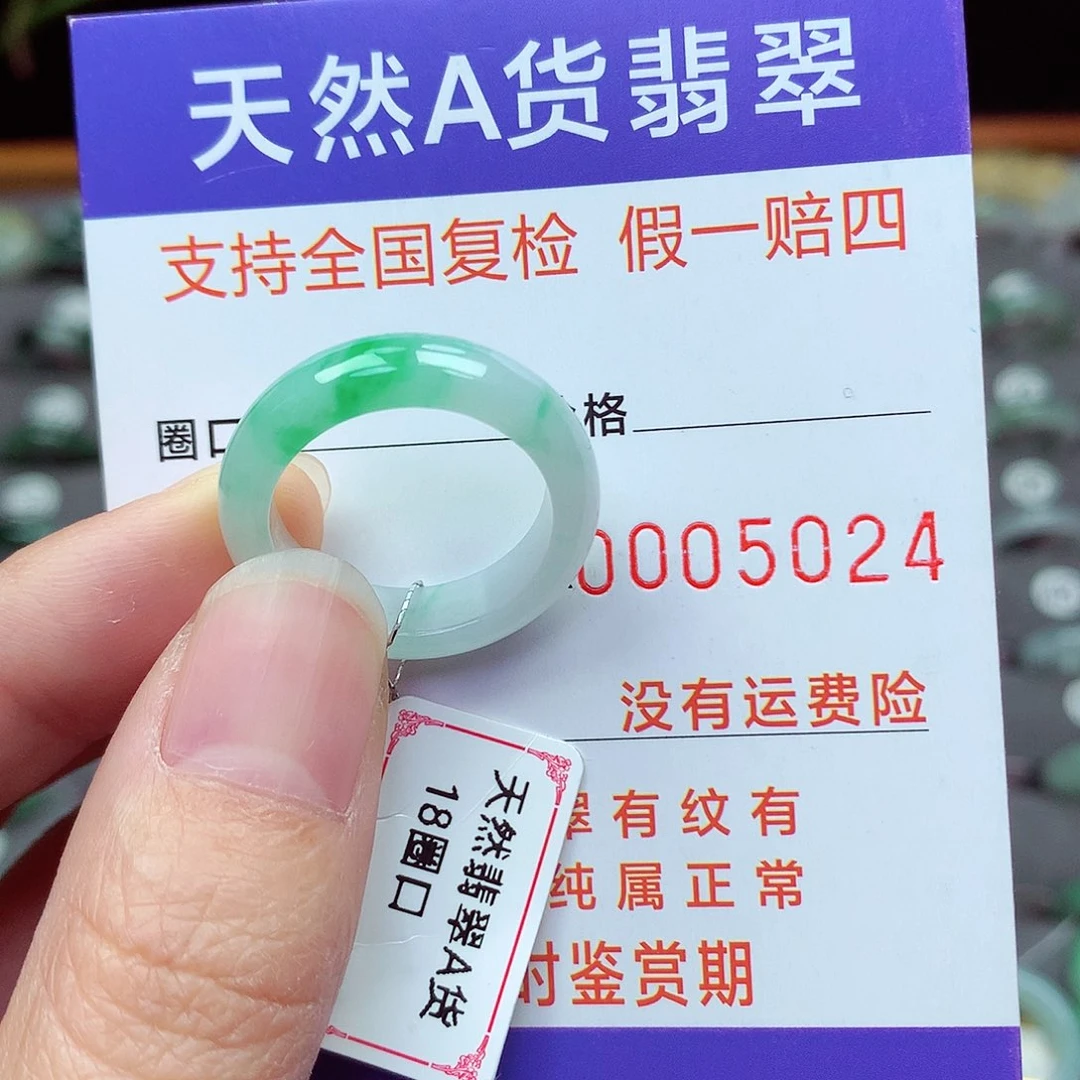 天然A货翡翠
支持全国复检 假一赔四
圈口
格
0005024
没有运费险
翠有纹有
纯属正常
时鉴赏期
天然翡翠A货
18圈口